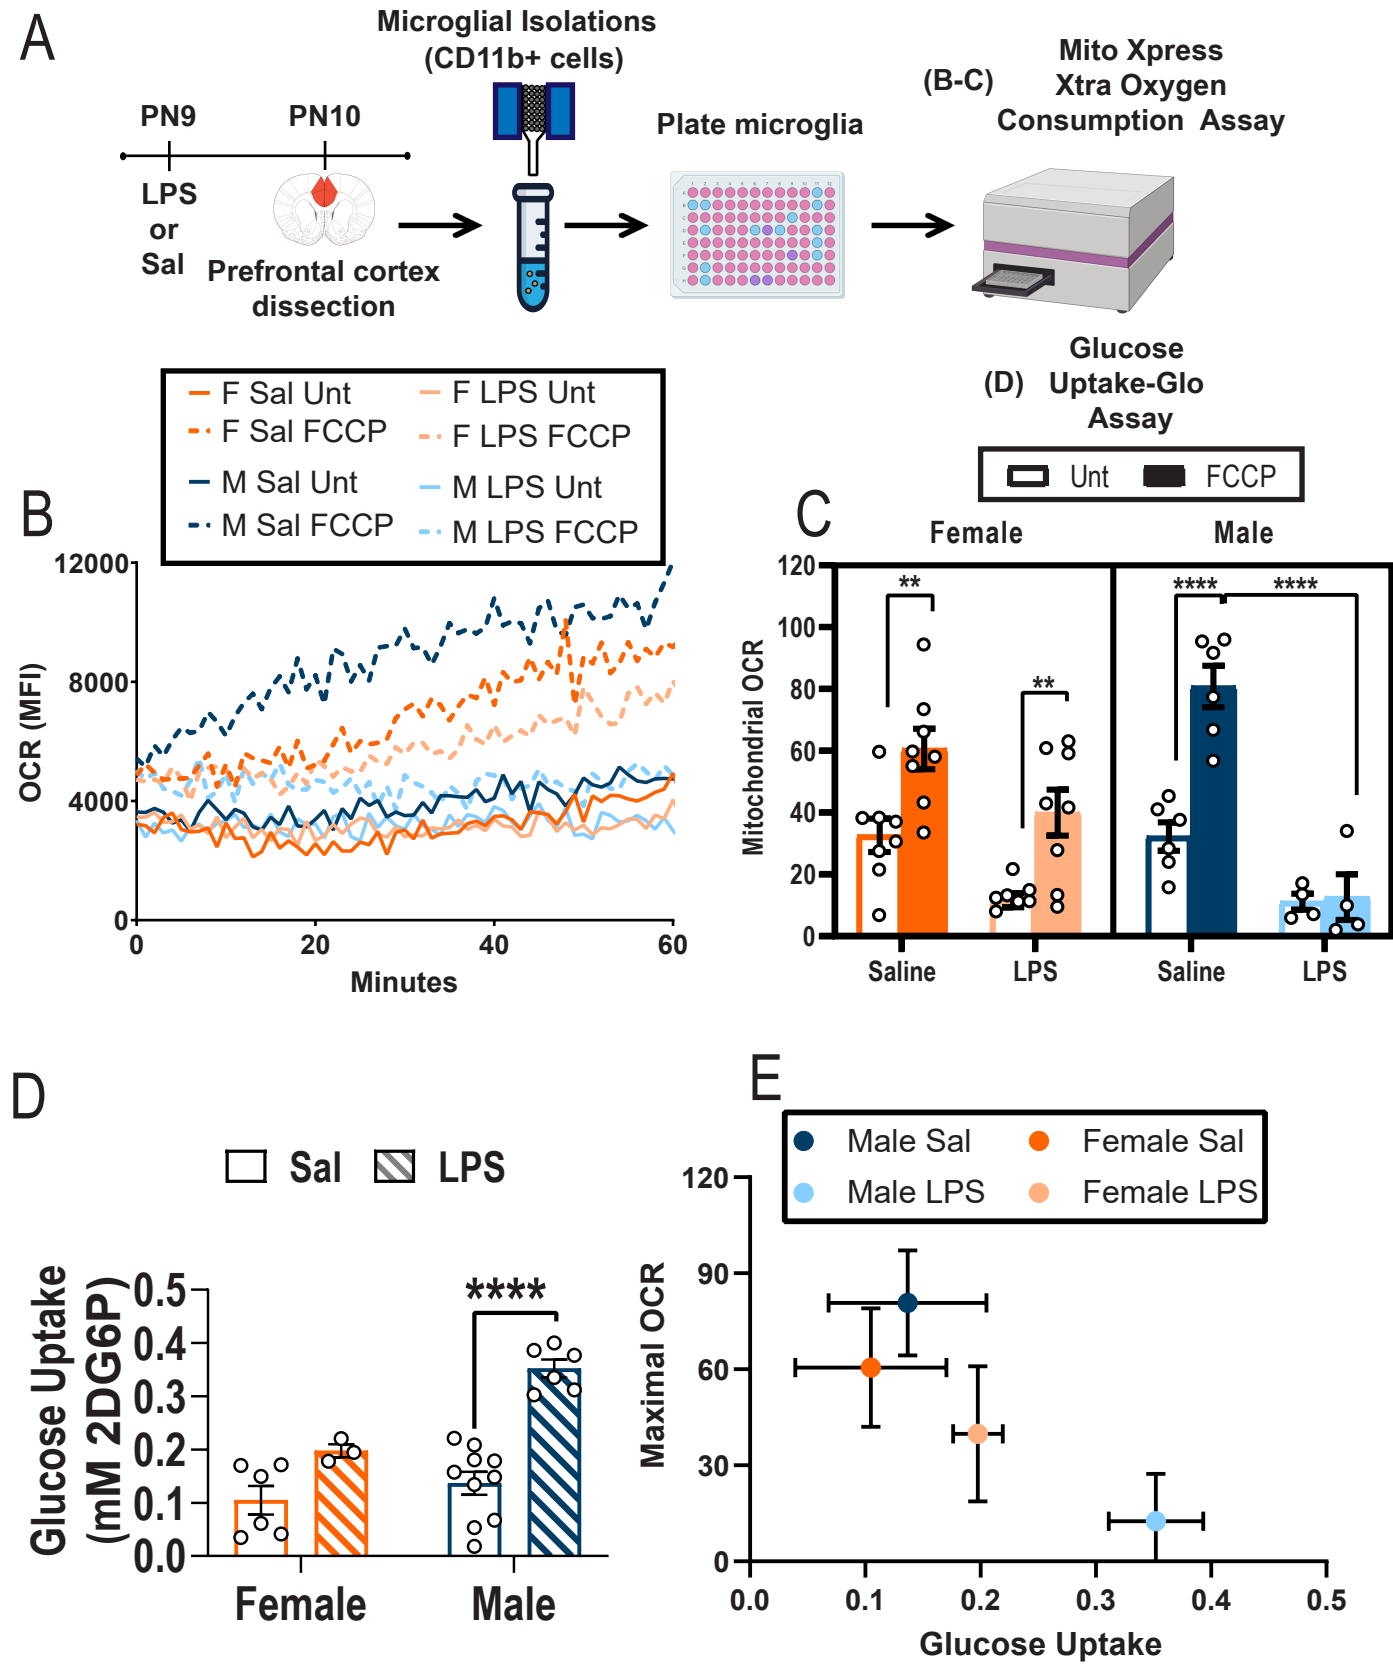 A
Microglial Isolations
(CD11b+ cells)
PN9
PN10
LPS
or
Sal
Prefrontal cortex
dissection
Plate microglia
(B-C)
Mito Xpress
Xtra Oxygen
Consumption Assay
(D)
Glucose
Uptake-Glo
Assay
B
F Sal Unt
F LPS Unt
F Sal FCCP
F LPS FCCP
M Sal Unt
M LPS Unt
M Sal FCCP
M LPS FCCP
OCR (MFI)
12000
8000
4000
0
0 20 40 60
Minutes
C
Unt
FCCP
Female
Male
Mitochondrial OCR
120
100
80
60
40
20
0
**
**
****
****
Saline LPS Saline LPS
D
Sal
LPS
Glucose Uptake
(mM 2DG6P)
0.5
0.4
0.3
0.2
0.1
0.0
****
Female Male
E
Male Sal
Female Sal
Male LPS
Female LPS
Maximal OCR
120
90
60
30
0
0.0 0.1 0.2 0.3 0.4 0.5
Glucose Uptake